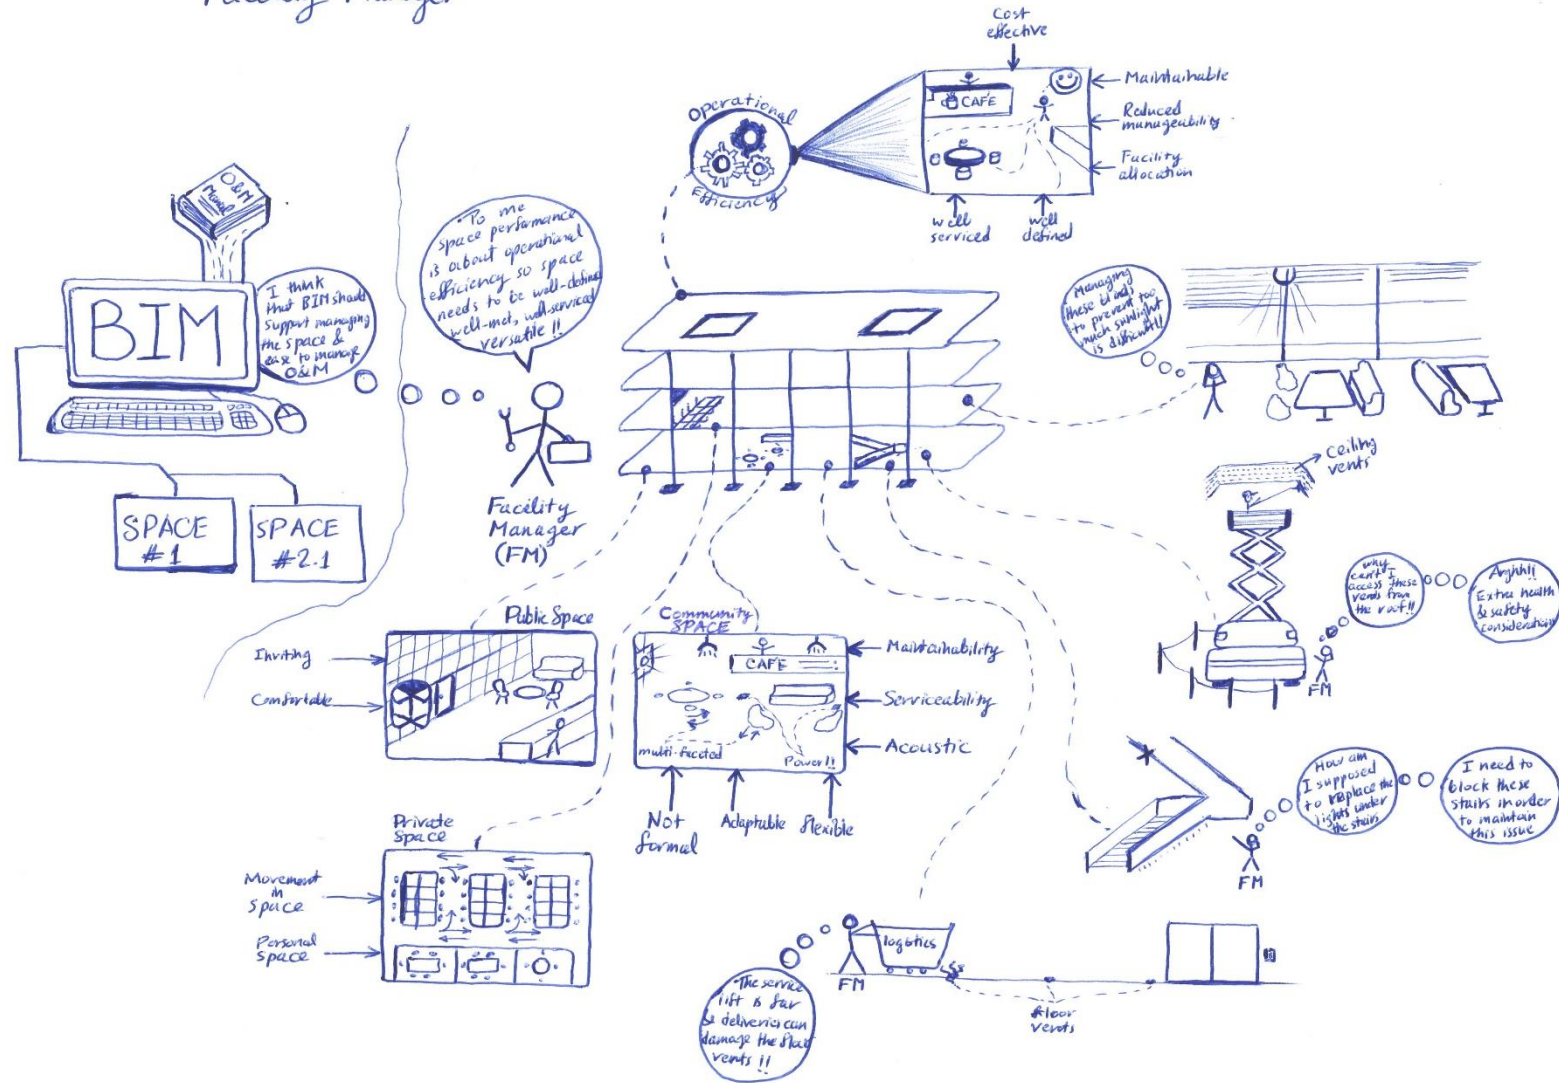 Facility Manager
Cost
effective
Operational
Efficiency
CAFE
Maintainable
Reduced
manageability
Facility
allocation
well
serviced
well
defined
O&M
Manual
BIM
I think
that BIM should
support managing
the space &
ease to manage
O&M
To me
space performance
is about operational
efficiency so space
needs to be well-defined
well-met, well-serviced
versatile !!
Managing
these blinds
to prevent too
much sunlight
is difficult!!
Facility
Manager
(FM)
SPACE
#1
SPACE
#2.1
Ceiling
vents
Why
can't I
access these
vents from
the roof!!
Arghh!!
Extra health
& safety
considerations
FM
Public Space
Inviting
Comfortable
Community
SPACE
CAFE
multi-faceted
Power!!
Maintainability
Serviceability
Acoustic
Not
formal
Adaptable
flexible
How am
I supposed
to replace the
lights under
the stairs
I need to
block these
stairs in order
to maintain
this issue
FM
Private
Space
Movement
in
space
Personal
space
logistics
FM
The service
lift is far
& deliveries can
damage the floor
vents !!
floor
vents